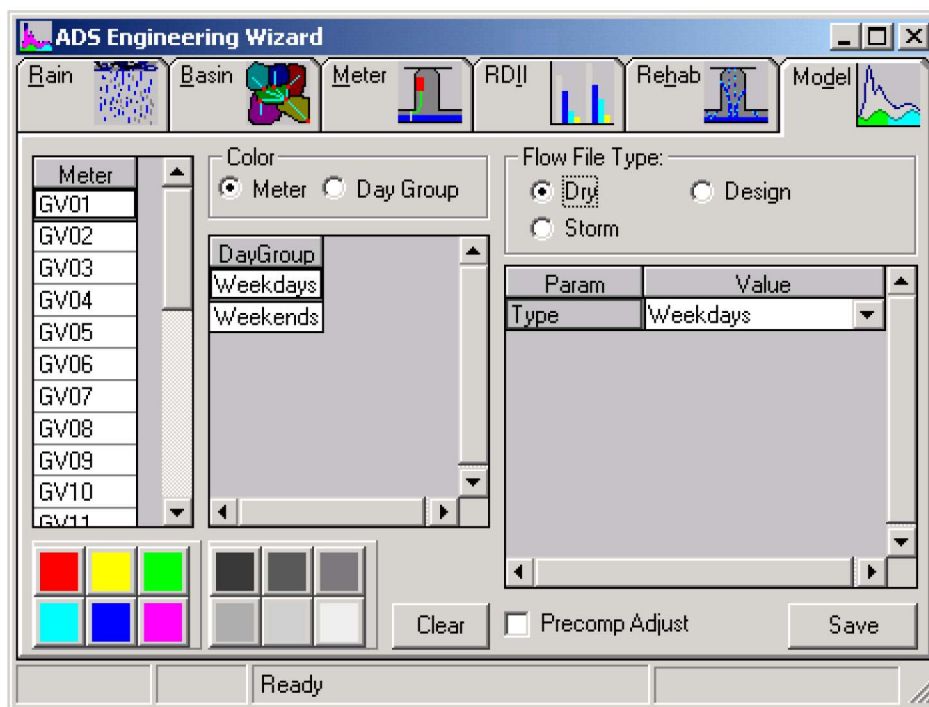 ADS Engineering Wizard
Rain Basin Meter RDII Rehab Model
Color
Meter Day Group
Flow File Type:
Dry Design
Storm
Meter
GV01
GV02
GV03
GV04
GV05
GV06
GV07
GV08
GV09
GV10
GV11
DayGroup
Weekdays
Weekends
Param Value
Type Weekdays
Clear
Precomp Adjust
Save
Ready